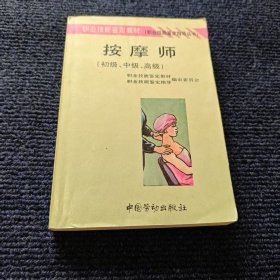 职业技能鉴定教材
(职业技能鉴定指导丛书)
按摩师
(初级、中级、高级)
职业技能鉴定教材
职业技能鉴定指导 编审委员会
中国劳动出版社